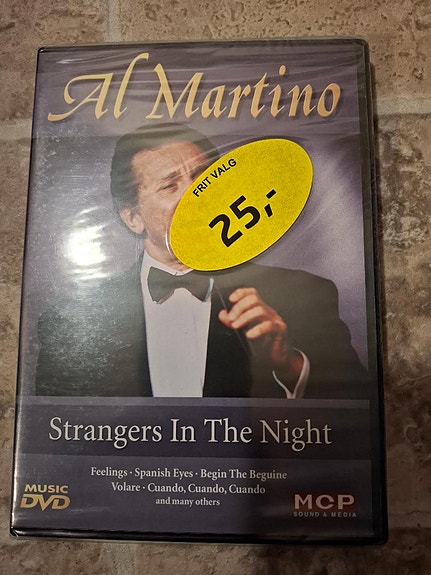 Al Martino
FRIT VALG
25,-
Strangers In The Night
Feelings · Spanish Eyes · Begin The Beguine
Volare · Cuando, Cuando, Cuando
and many others
MUSIC
DVD
MCP
SOUND & MEDIA